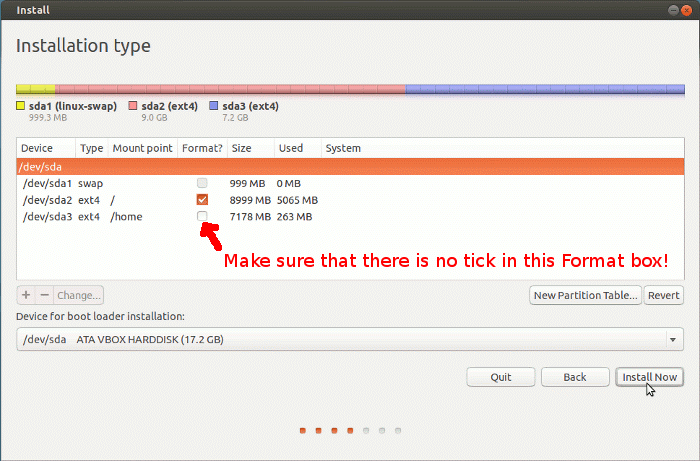 Install
Installation type
sda1 (linux-swap) sda2 (ext4) sda3 (ext4)
999.3 MB 9.0 GB 7.2 GB
Device Type Mount point Format? Size Used System
/dev/sda
/dev/sda1 swap 999 MB 0 MB
/dev/sda2 ext4 / 8999 MB 5065 MB
/dev/sda3 ext4 /home 7178 MB 263 MB
Make sure that there is no tick in this Format box!
+ − Change... New Partition Table... Revert
Device for boot loader installation:
/dev/sda ATA VBOX HARDDISK (17.2 GB)
Quit Back Install Now